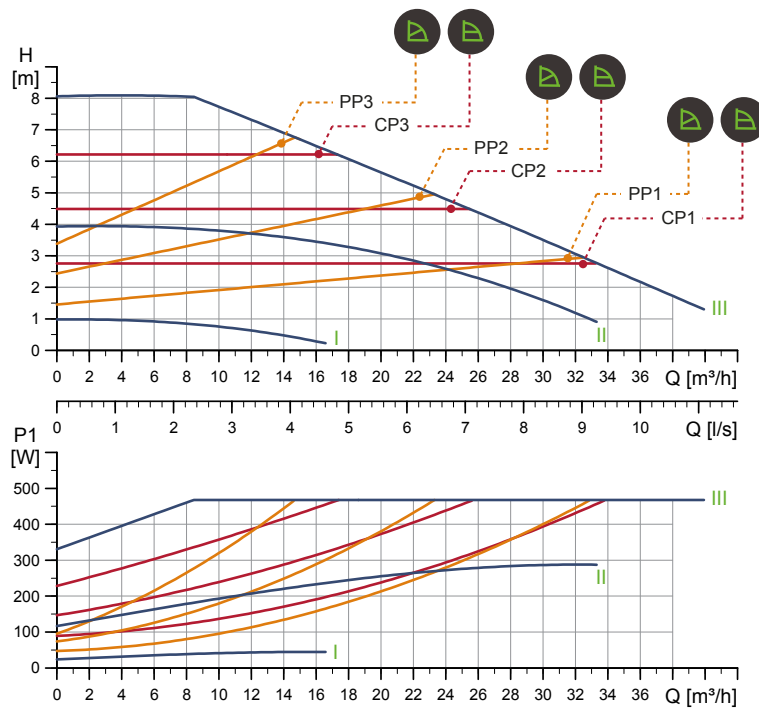 H
[m]
8
7
6
5
4
3
2
1
0
PP3
CP3
PP2
CP2
PP1
CP1
III
II
I
0 2 4 6 8 10 12 14 16 18 20 22 24 26 28 30 32 34 36 Q [m³/h]
0 1 2 3 4 5 6 7 8 9 10 Q [l/s]
P1
[W]
500
400
300
200
100
0
III
II
I
0 2 4 6 8 10 12 14 16 18 20 22 24 26 28 30 32 34 36 Q [m³/h]